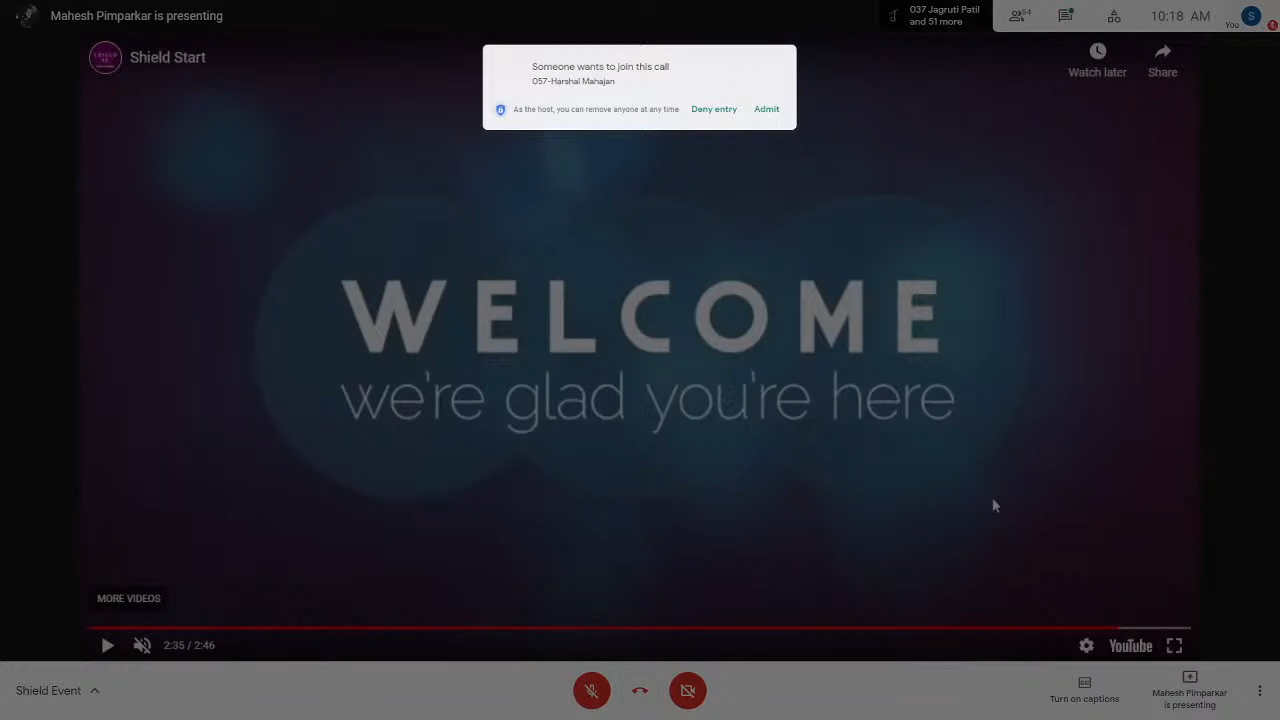 Mahesh Pimparkar is presenting
037 Jagruti Patil
and 51 more
54
10:18 AM
You
S
Shield Start
Watch later
Share
Someone wants to join this call
057-Harshal Mahajan
As the host, you can remove anyone at any time
Deny entry
Admit
WELCOME
we're glad you're here
MORE VIDEOS
2:35 / 2:46
YouTube
Shield Event
Turn on captions
Mahesh Pimparkar
is presenting